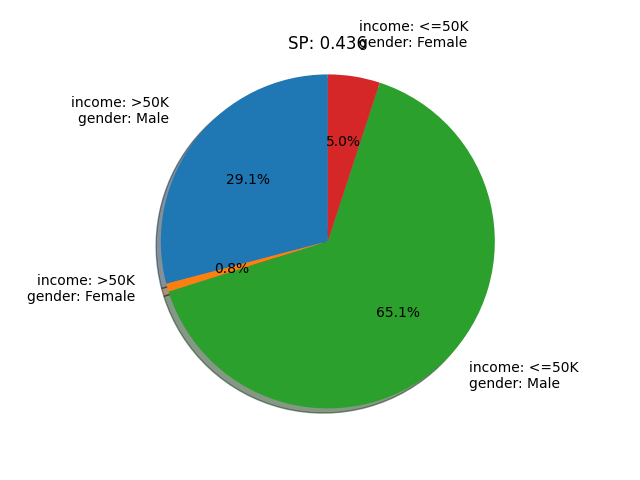 income: <=50K
gender: Female
SP: 0.436
income: >50K
gender: Male
5.0%
29.1%
0.8%
income: >50K
gender: Female
65.1%
income: <=50K
gender: Male